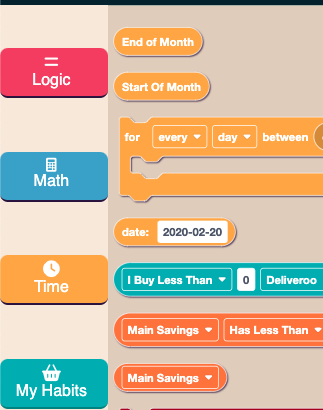 End of Month
Logic
Start Of Month
for every day between
Math
date: 2020-02-20
Time
I Buy Less Than 0 Deliveroo
Main Savings Has Less Than
My Habits
Main Savings